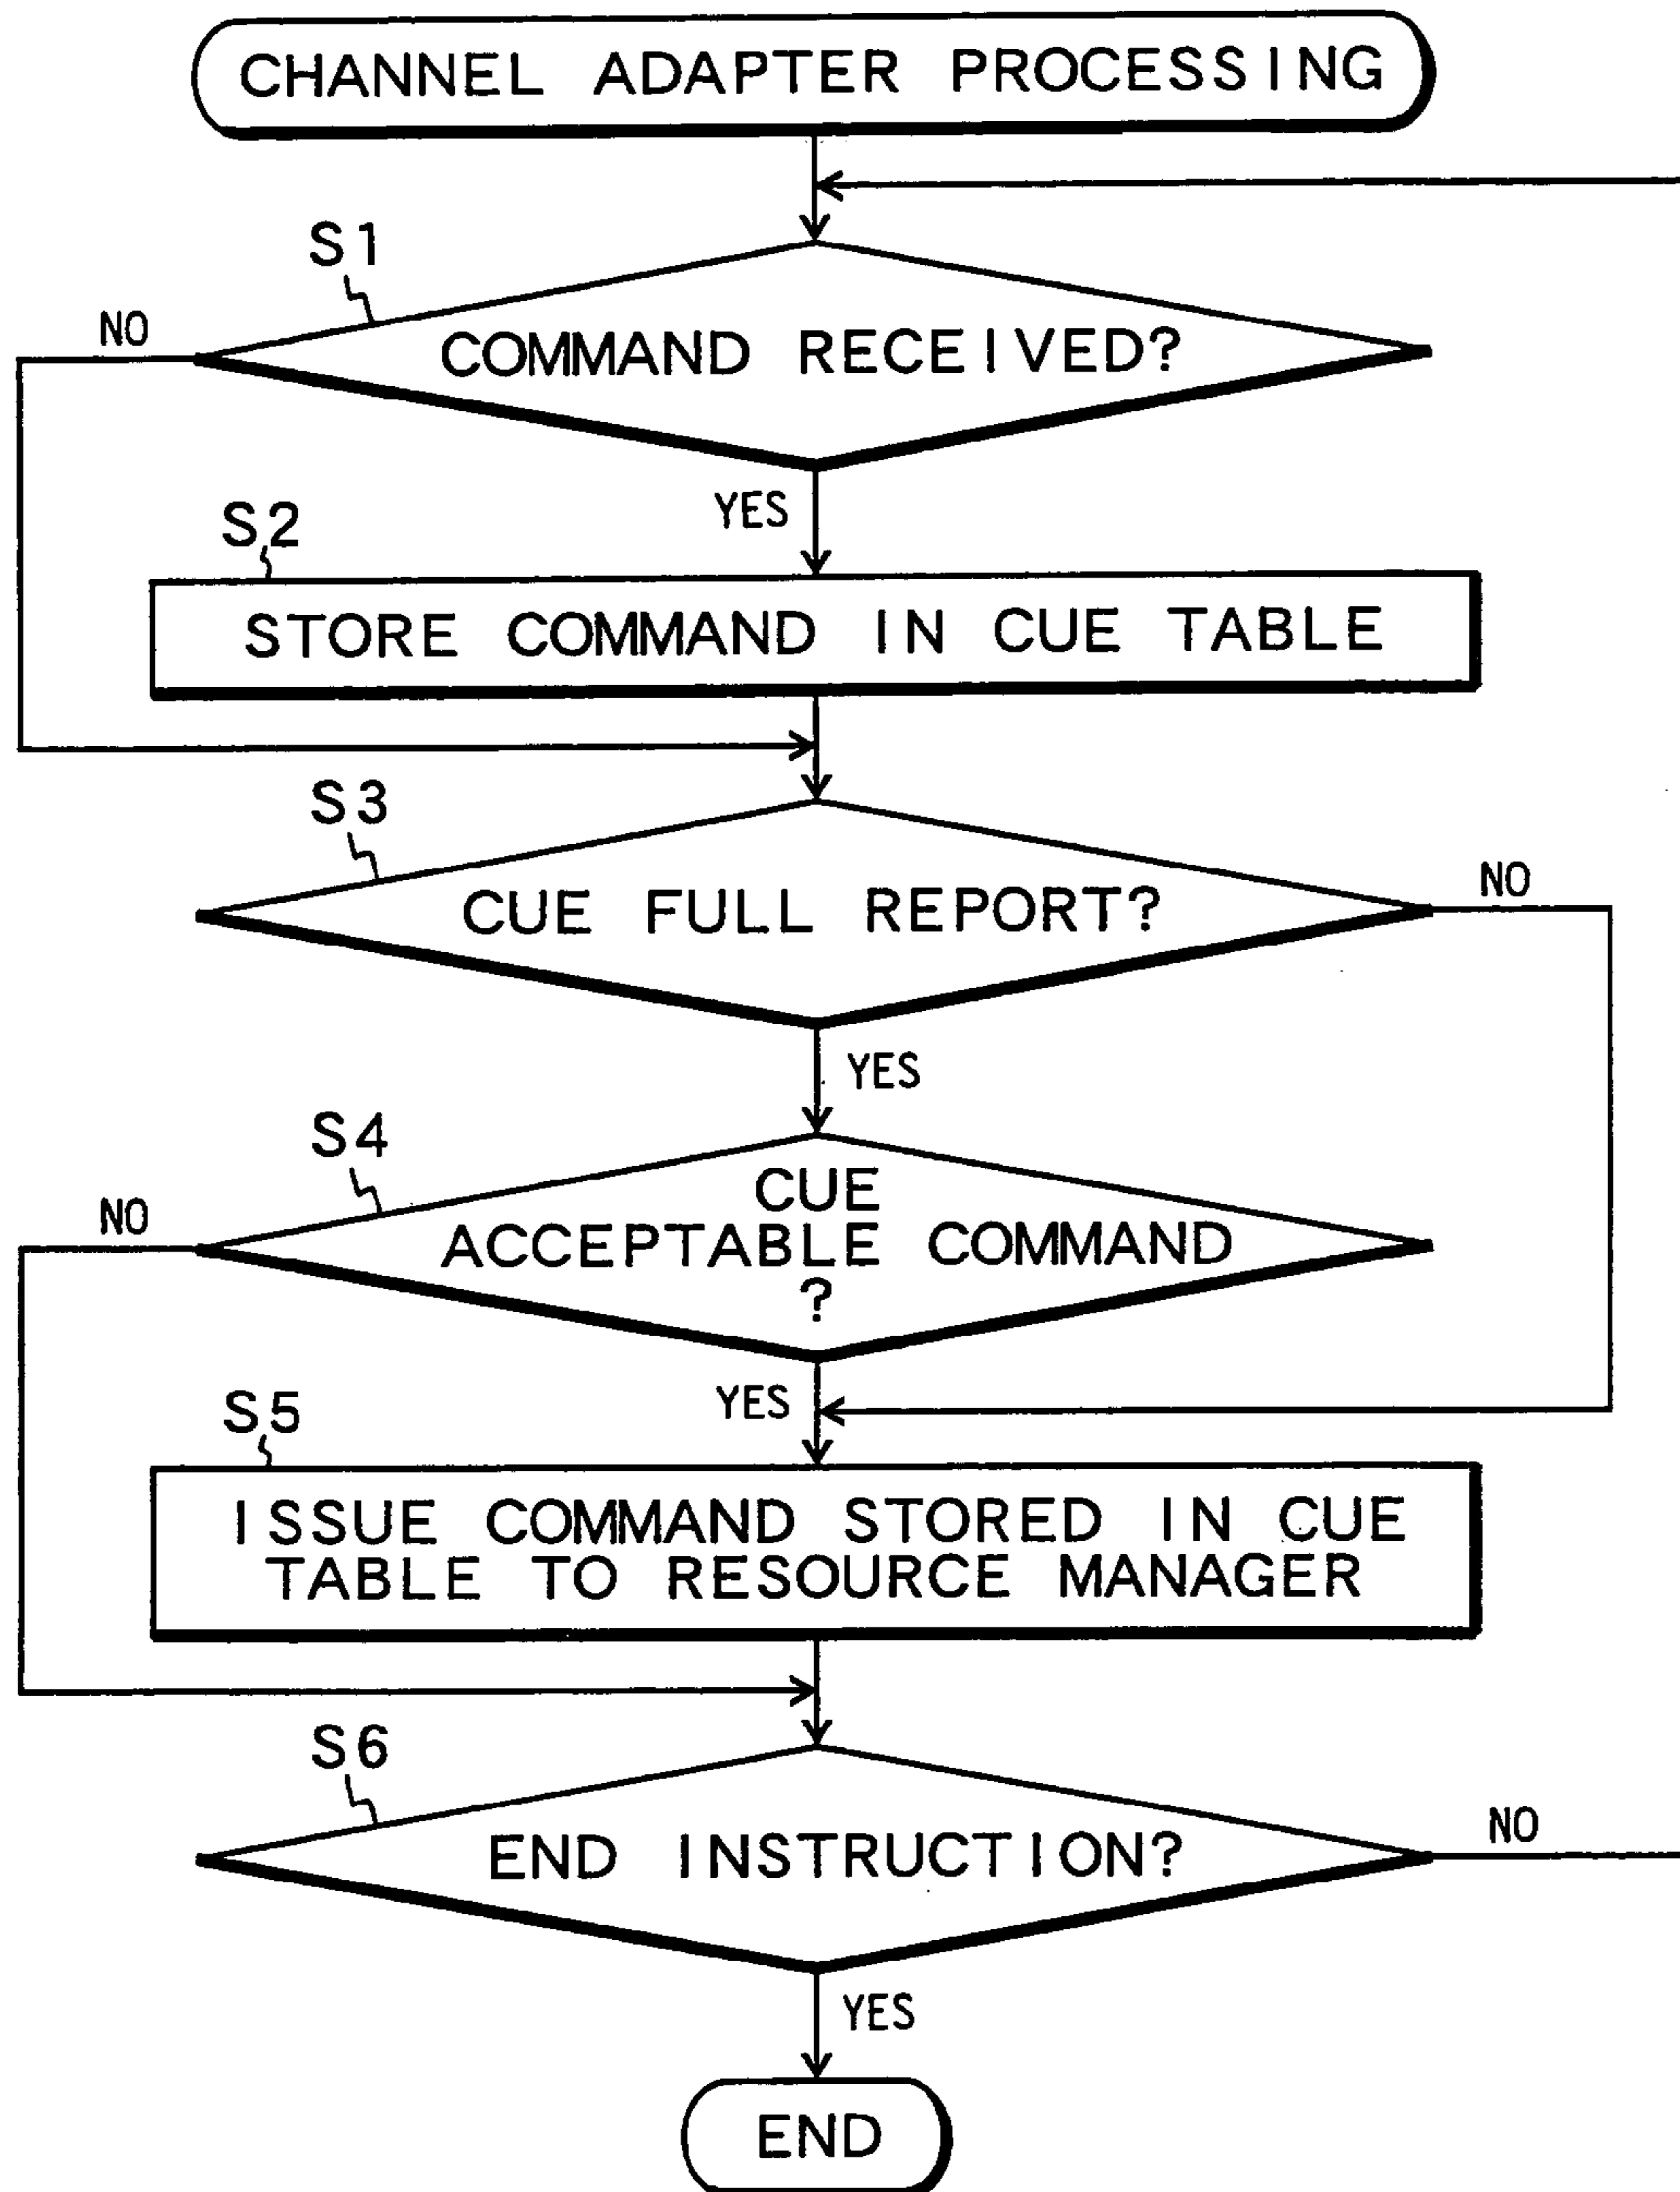 CHANNEL ADAPTER PROCESSING
S1
NO
COMMAND RECEIVED?
YES
S2
STORE COMMAND IN CUE TABLE
S3
NO
CUE FULL REPORT?
YES
S4
NO
CUE
ACCEPTABLE COMMAND
?
YES
S5
ISSUE COMMAND STORED IN CUE
TABLE TO RESOURCE MANAGER
S6
NO
END INSTRUCTION?
YES
END